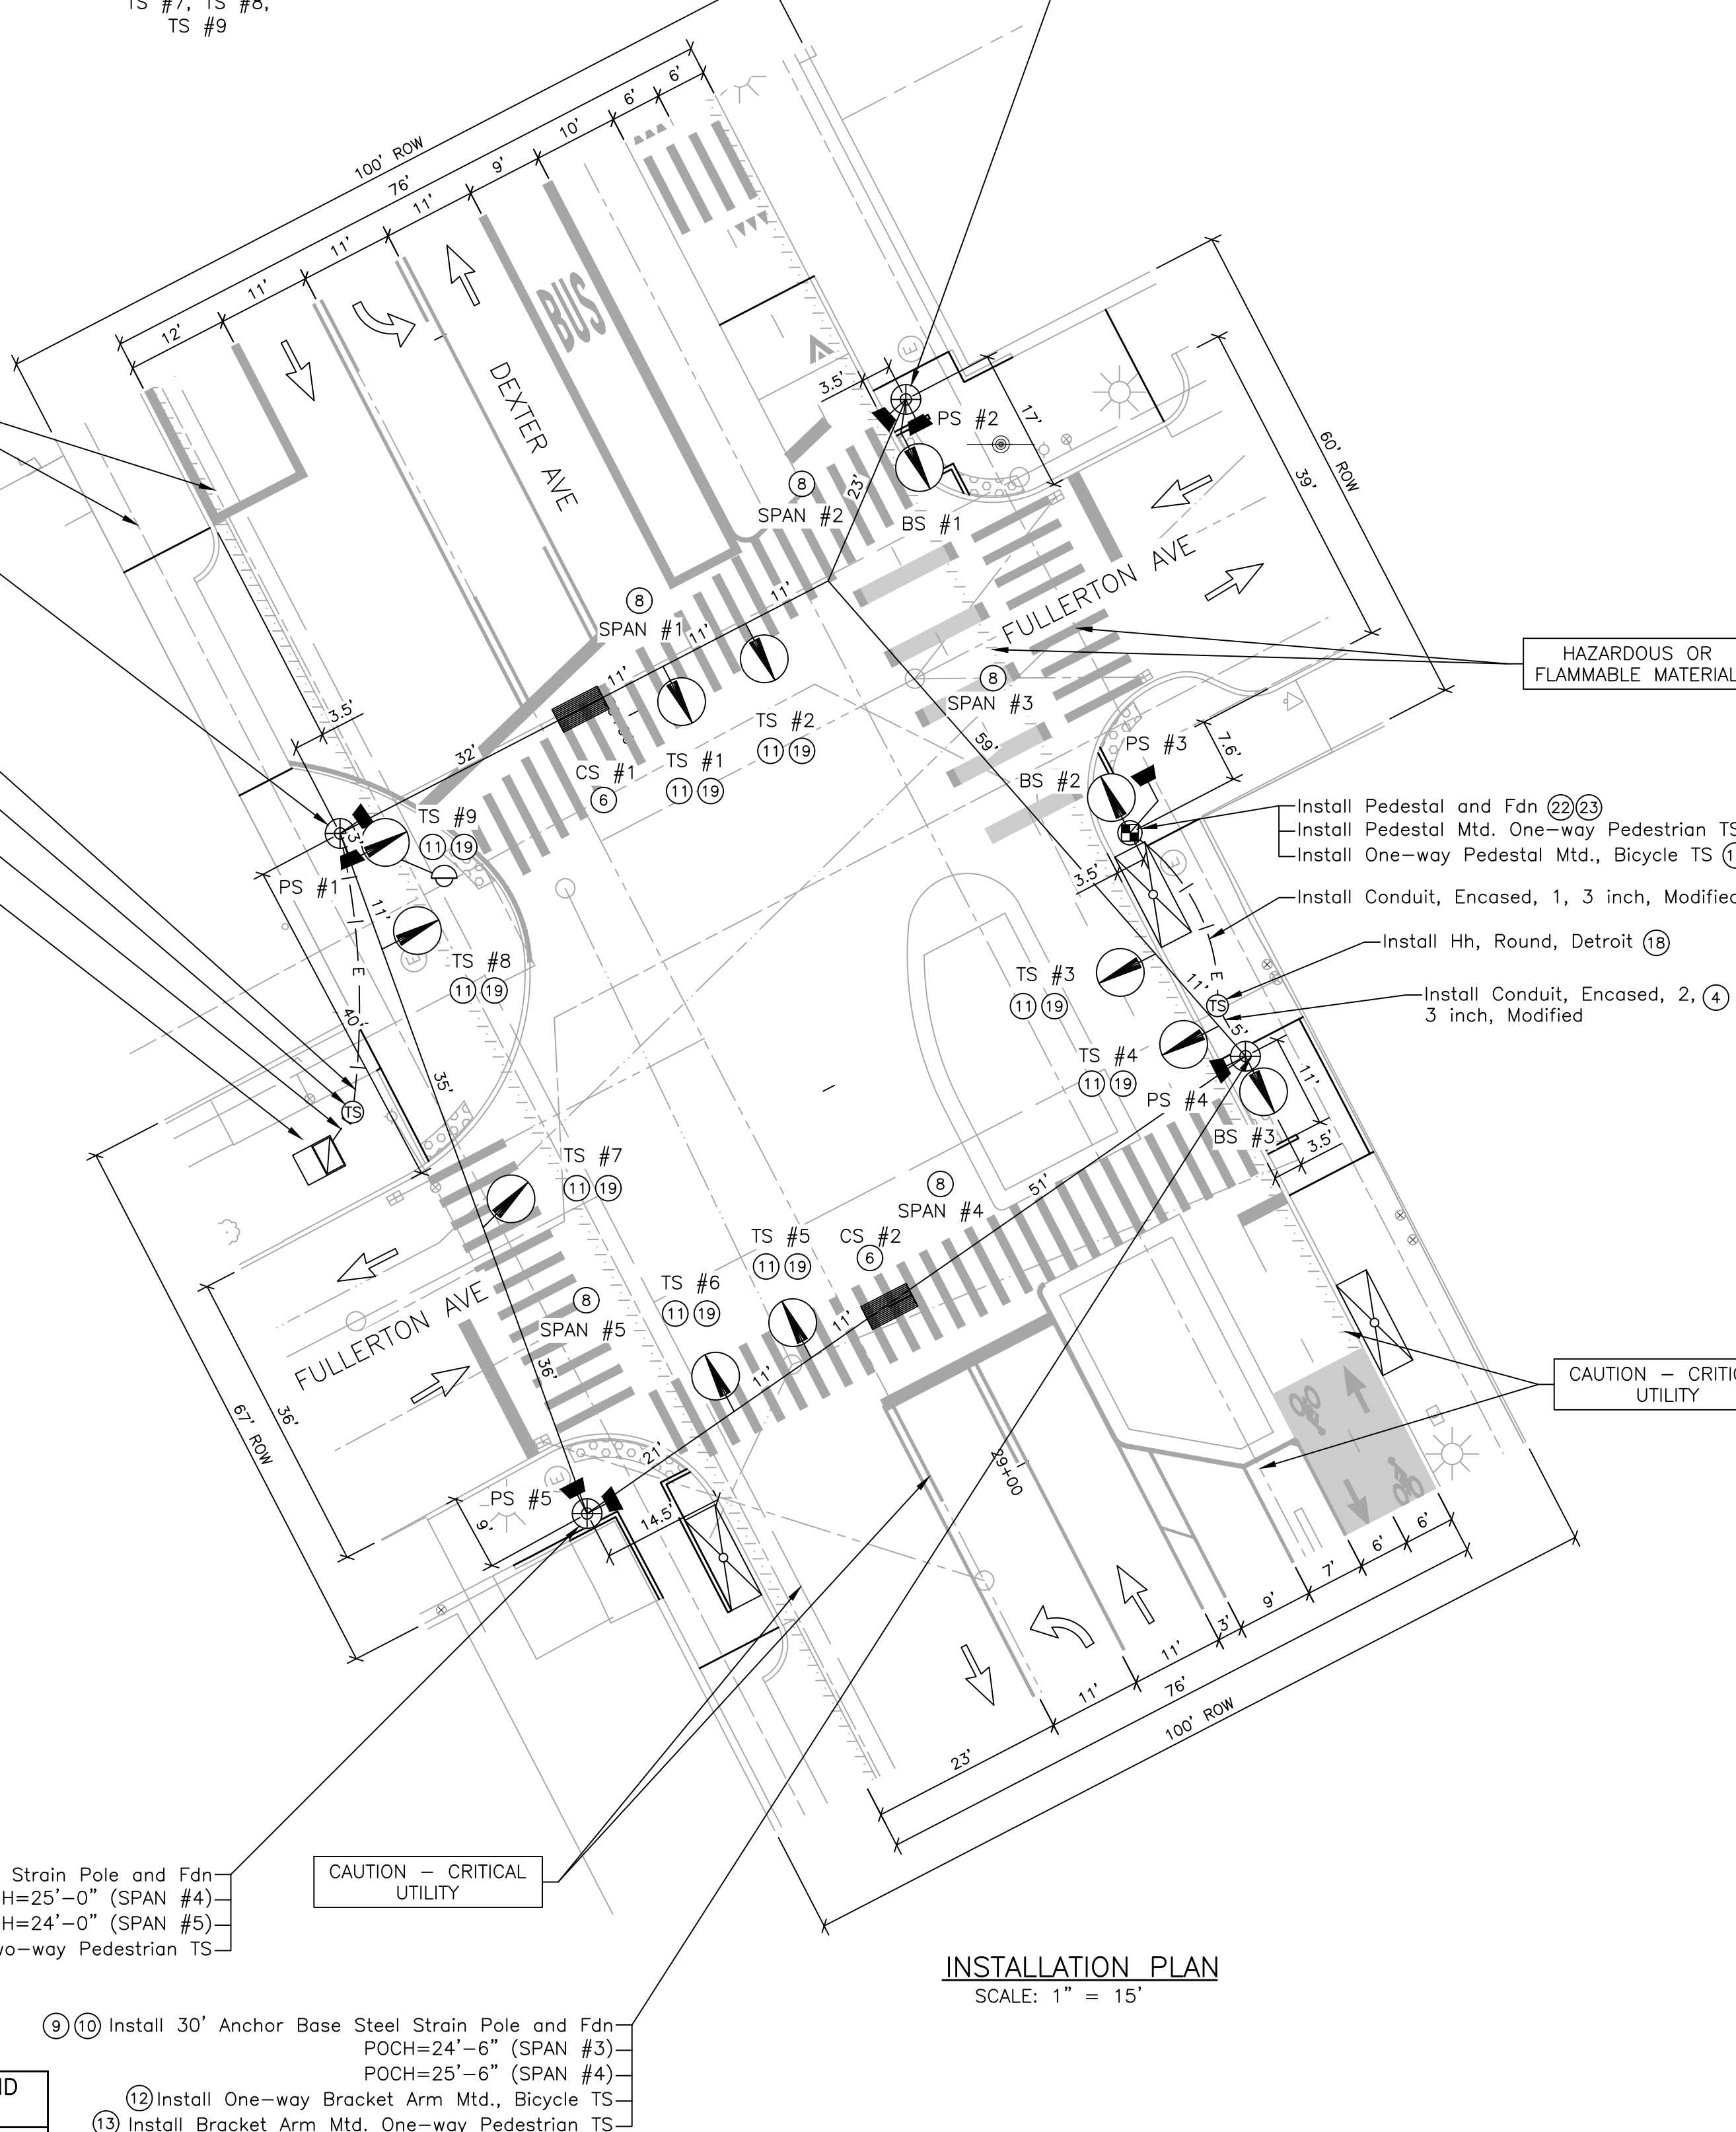 TS #7, TS #8,
TS #9
100' ROW
76'
12'
11'
11'
11'
11'
9'
10'
6'
6'
BUS
DEXTER AVE
3.5'
PS #2
17'
60' ROW
39'
8
SPAN #2
23'
BS #1
FULLERTON AVE
8
SPAN #1
11'
11'
11'
HAZARDOUS OR
FLAMMABLE MATERIAL
8
SPAN #3
59'
3.5'
32'
CS #1
6
TS #1
11 19
TS #2
11 19
PS #3
7.6'
BS #2
TS #9
11 19
3'
PS #1
Install Pedestal and Fdn 22 23
Install Pedestal Mtd. One-way Pedestrian TS
Install One-way Pedestal Mtd., Bicycle TS
3.5'
E
Install Conduit, Encased, 1, 3 inch, Modified
11'
TS #8
11 19
E
E
Install Hh, Round, Detroit 18
TS #3
11 19
11'
E
TS
Install Conduit, Encased, 2, 4
3 inch, Modified
40'
35'
5'
TS #4
11 19
PS #4
11'
BS #3
3.5'
TS
TS #7
11 19
8
SPAN #4
51'
TS #5
11 19
CS #2
6
TS #6
11 19
8
SPAN #5
FULLERTON AVE
11'
11'
36'
67' ROW
36'
CAUTION – CRITIC
UTILITY
21'
29+00
E
PS #5
9'
14.5'
6'
6'
7'
9'
3'
11'
11'
76'
100' ROW
23'
Strain Pole and Fdn
H=25'-0" (SPAN #4)
H=24'-0" (SPAN #5)
wo-way Pedestrian TS
CAUTION – CRITICAL
UTILITY
INSTALLATION PLAN
SCALE: 1" = 15'
9 10 Install 30' Anchor Base Steel Strain Pole and Fdn
POCH=24'-6" (SPAN #3)
POCH=25'-6" (SPAN #4)
12 Install One-way Bracket Arm Mtd., Bicycle TS
13 Install Bracket Arm Mtd. One-way Pedestrian TS
ND